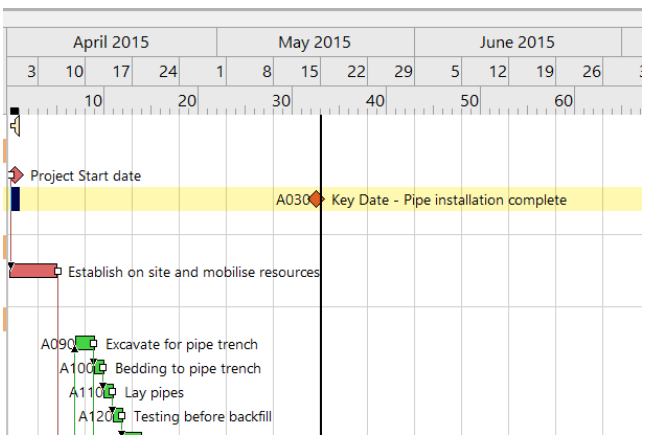 April 2015 May 2015 June 2015
3 10 17 24 1 8 15 22 29 5 12 19 26
10 20 30 40 50 60
Project Start date
A030 Key Date - Pipe installation complete
Establish on site and mobilise resources
A090 Excavate for pipe trench
A100 Bedding to pipe trench
A110 Lay pipes
A120 Testing before backfill